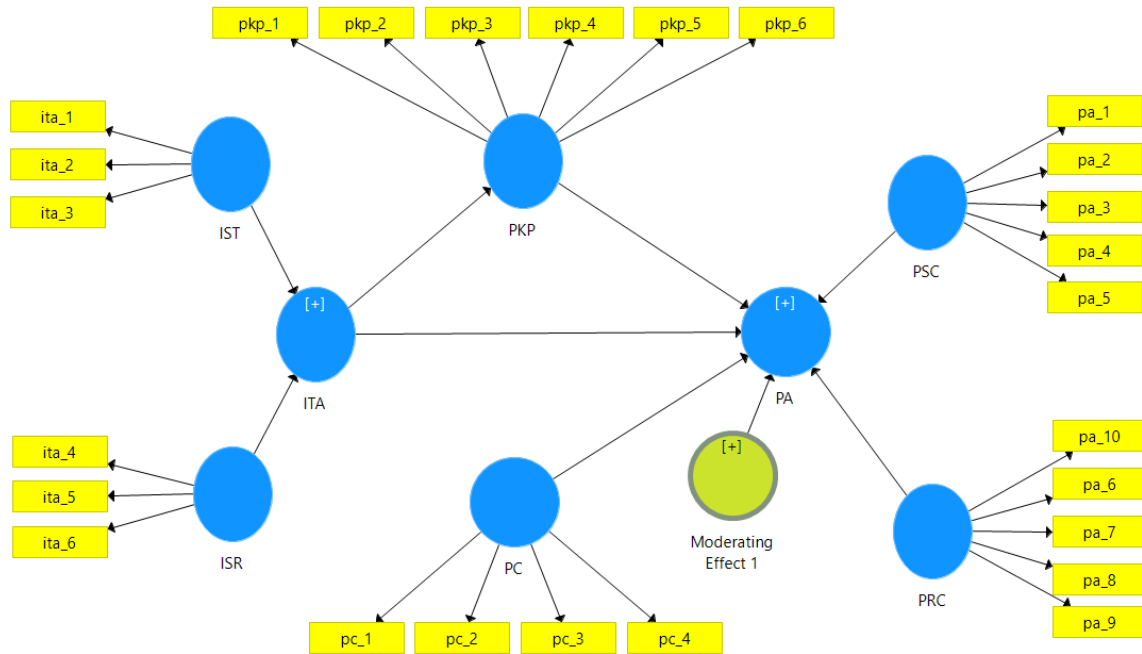 pkp_1
pkp_2
pkp_3
pkp_4
pkp_5
pkp_6
ita_1
ita_2
ita_3
IST
PKP
pa_1
pa_2
pa_3
pa_4
pa_5
PSC
[+]
ITA
[+]
PA
ita_4
ita_5
ita_6
ISR
PC
[+]
Moderating
Effect 1
pa_10
pa_6
pa_7
pa_8
pa_9
PRC
pc_1
pc_2
pc_3
pc_4